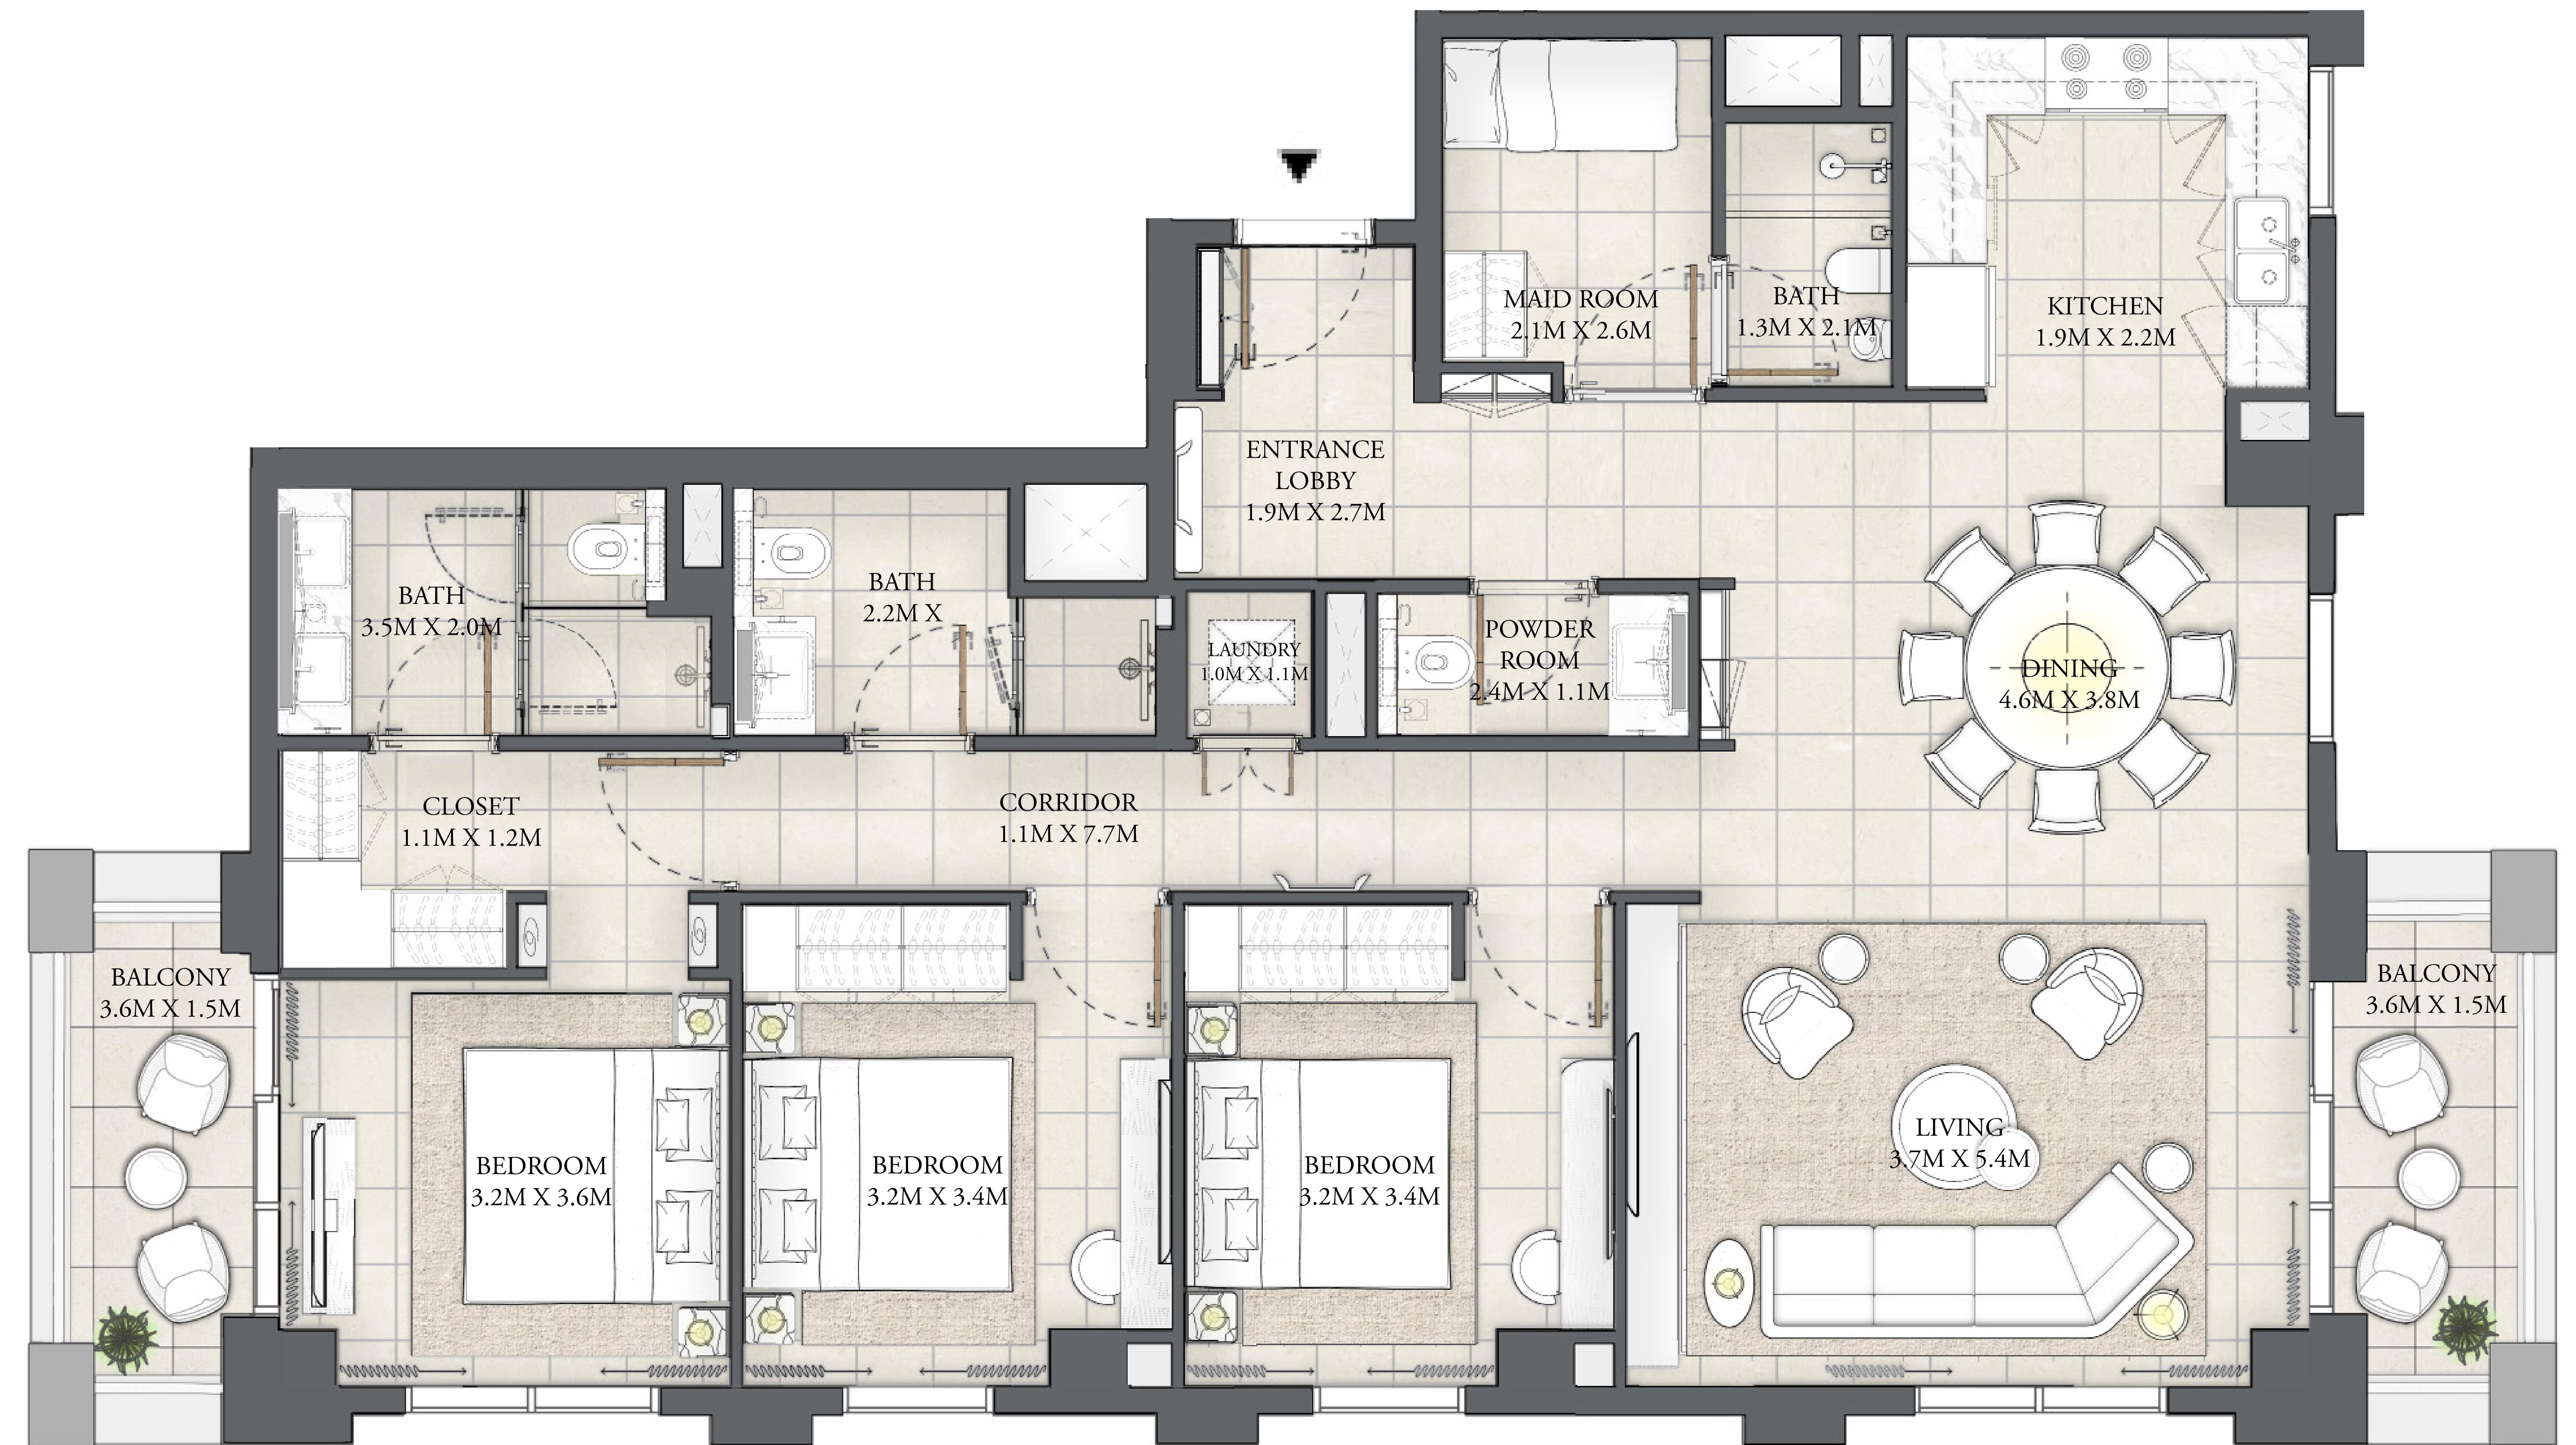 MAID ROOM
2.1M X 2.6M
BATH
1.3M X 2.1M
KITCHEN
1.9M X 2.2M
ENTRANCE
LOBBY
1.9M X 2.7M
BATH
3.5M X 2.0M
BATH
2.2M X
LAUNDRY
1.0M X 1.1M
POWDER
ROOM
2.4M X 1.1M
DINING
4.6M X 3.8M
CLOSET
1.1M X 1.2M
CORRIDOR
1.1M X 7.7M
BALCONY
3.6M X 1.5M
BEDROOM
3.2M X 3.6M
BEDROOM
3.2M X 3.4M
BEDROOM
3.2M X 3.4M
LIVING
3.7M X 5.4M
BALCONY
3.6M X 1.5M